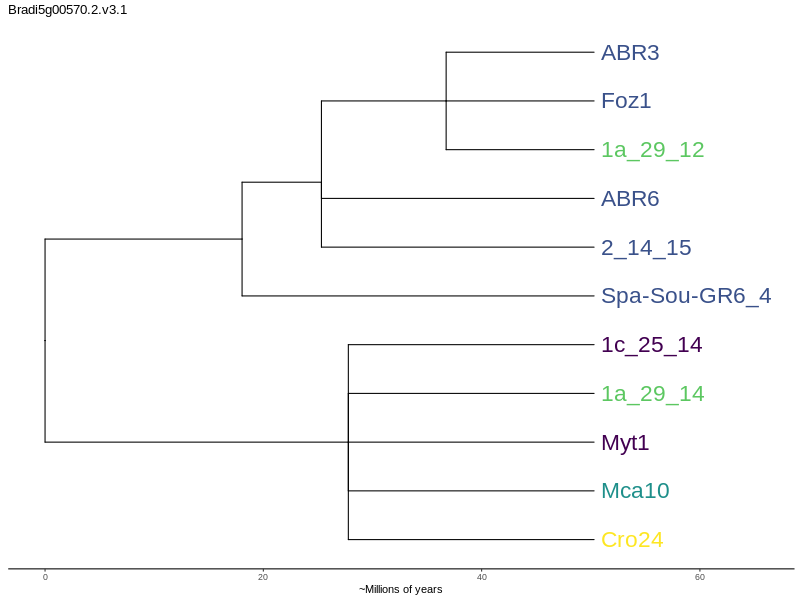 Bradi5g00570.2.v3.1
ABR3
Foz1
1a_29_12
ABR6
2_14_15
Spa-Sou-GR6_4
1c_25_14
1a_29_14
Myt1
Mca10
Cro24
0 20 40 60
~Millions of years